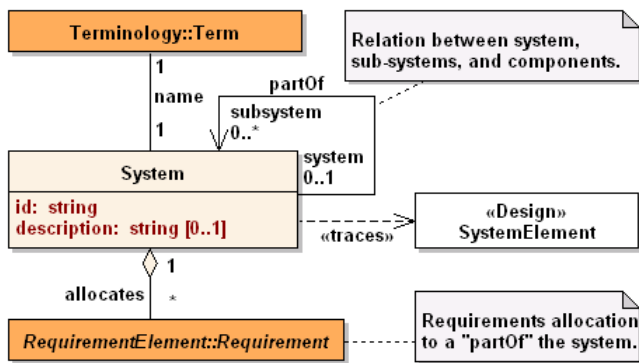 Terminology::Term
Relation between system,
sub-systems, and components.
1
name
1
partOf
subsystem
0..*
system
0..1
System
id: string
description: string [0..1]
«traces»
«Design»
SystemElement
1
allocates
*
RequirementElement::Requirement
Requirements allocation
to a "partOf" the system.